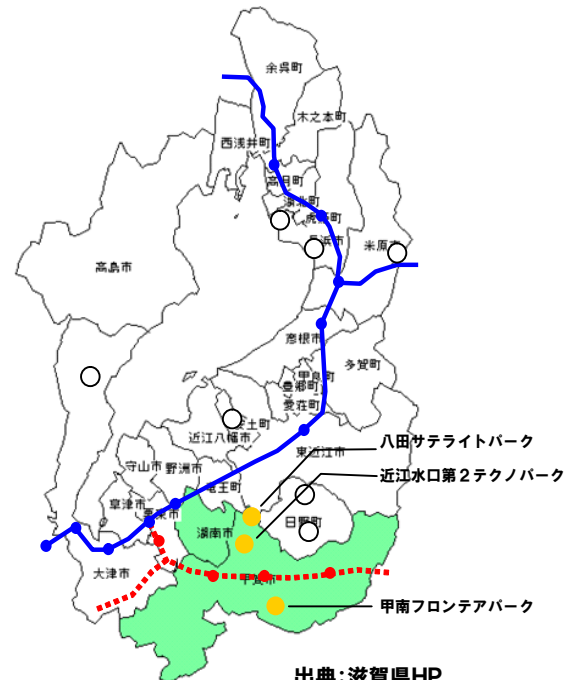 余呉町
木之本町
西浅井町
高月町
湖北町
虎姫町
長浜市
米原市
高島市
彦根市
多賀町
甲良町
豊郷町
愛荘町
安土町
近江八幡市
東近江市
八田サテライトパーク
守山市
野洲市
竜王町
近江水口第2テクノパーク
草津市
栗東市
日野町
湖南市
大津市
甲賀市
甲南フロンテアパーク
出典:滋賀県HP